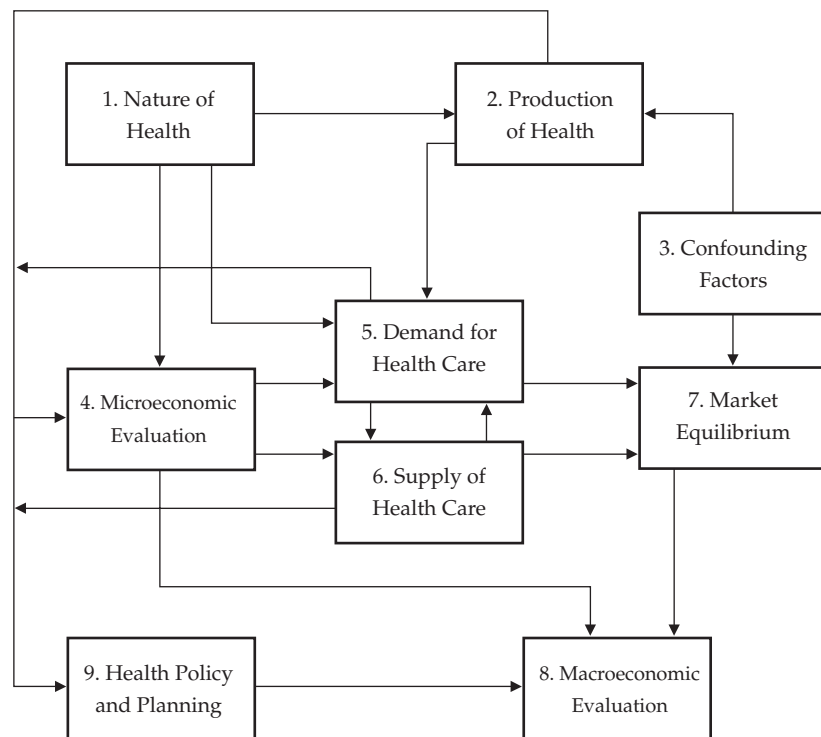 1. Nature of
Health
2. Production
of Health
3. Confounding
Factors
4. Microeconomic
Evaluation
5. Demand for
Health Care
6. Supply of
Health Care
7. Market
Equilibrium
8. Macroeconomic
Evaluation
9. Health Policy
and Planning